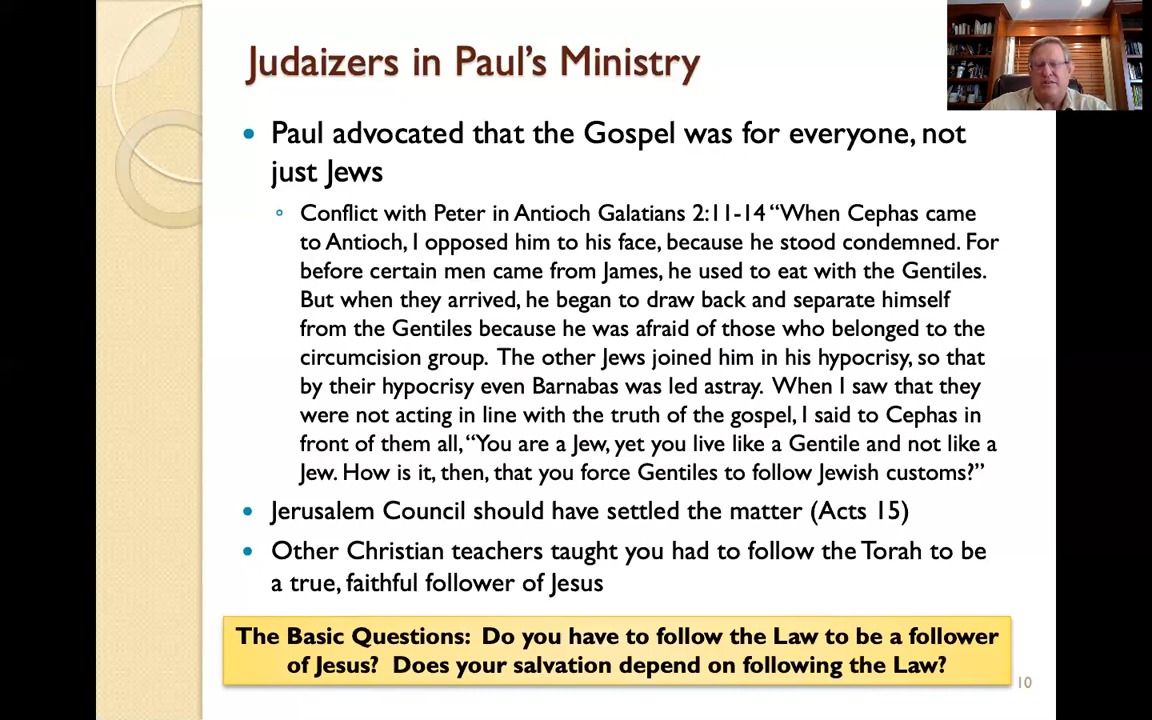 Judaizers in Paul's Ministry
• Paul advocated that the Gospel was for everyone, not
just Jews
◦ Conflict with Peter in Antioch Galatians 2:11-14 “When Cephas came
to Antioch, I opposed him to his face, because he stood condemned. For
before certain men came from James, he used to eat with the Gentiles.
But when they arrived, he began to draw back and separate himself
from the Gentiles because he was afraid of those who belonged to the
circumcision group. The other Jews joined him in his hypocrisy, so that
by their hypocrisy even Barnabas was led astray. When I saw that they
were not acting in line with the truth of the gospel, I said to Cephas in
front of them all, “You are a Jew, yet you live like a Gentile and not like a
Jew. How is it, then, that you force Gentiles to follow Jewish customs?”
• Jerusalem Council should have settled the matter (Acts 15)
• Other Christian teachers taught you had to follow the Torah to be
a true, faithful follower of Jesus
The Basic Questions: Do you have to follow the Law to be a follower
of Jesus? Does your salvation depend on following the Law?
10